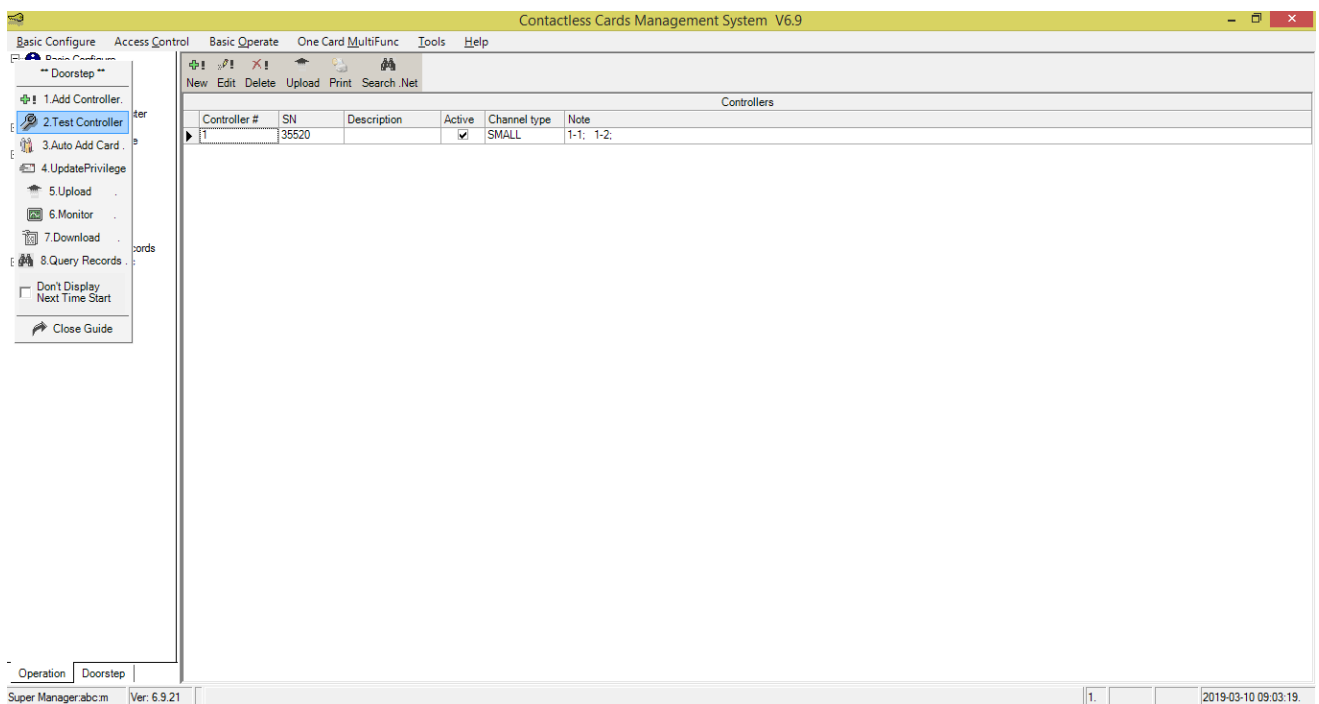 Contactless Cards Management System V6.9
Basic Configure Access Control Basic Operate One Card MultiFunc Tools Help
Basic Configure
** Doorstep **
1.Add Controller.
2.Test Controller
3.Auto Add Card .
4.UpdatePrivilege
5.Upload .
6.Monitor .
7.Download .
8.Query Records .
Don't Display
Next Time Start
Close Guide
New Edit Delete Upload Print Search .Net
Controllers
Controller # SN Description Active Channel type Note
1 35520 SMALL 1-1; 1-2;
Operation Doorstep
Super Manager:abc:m Ver: 6.9.21 1. 2019-03-10 09:03:19.